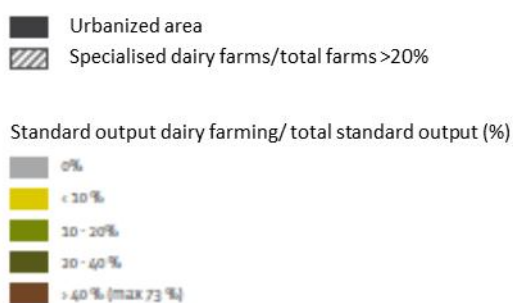 Urbanized area
Specialised dairy farms/total farms >20%
Standard output dairy farming/ total standard output (%)
0%
< 10 %
10 - 20%
20 - 40 %
> 40 % (max 73 %)